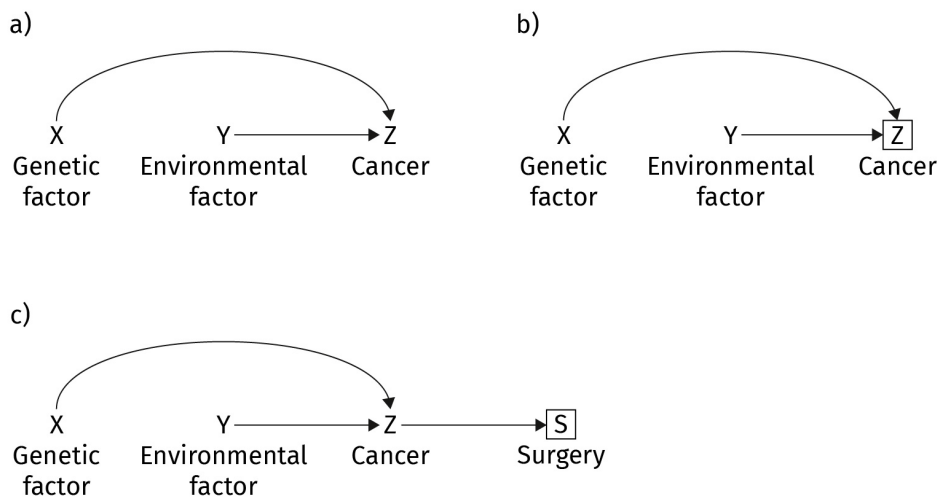 a)
X Y Z
Genetic Environmental Cancer
factor factor
b)
X Y Z
Genetic Environmental Cancer
factor factor
c)
X Y Z S
Genetic Environmental Cancer Surgery
factor factor